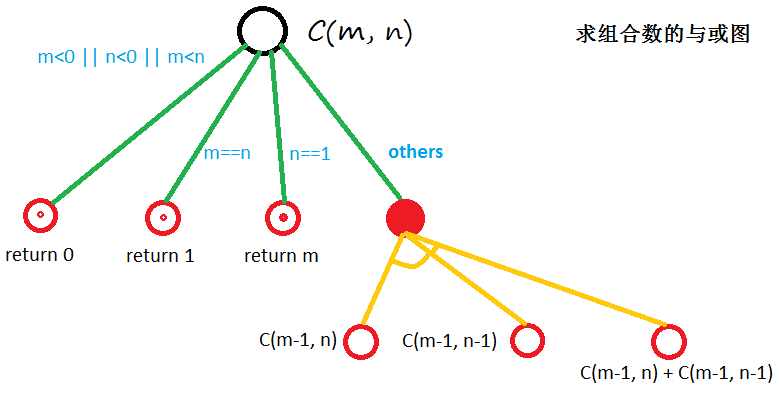 C(m, n)
求组合数的与或图
m<0 || n<0 || m<n
m==n
n==1
others
return 0
return 1
return m
C(m-1, n)
C(m-1, n-1)
C(m-1, n) + C(m-1, n-1)